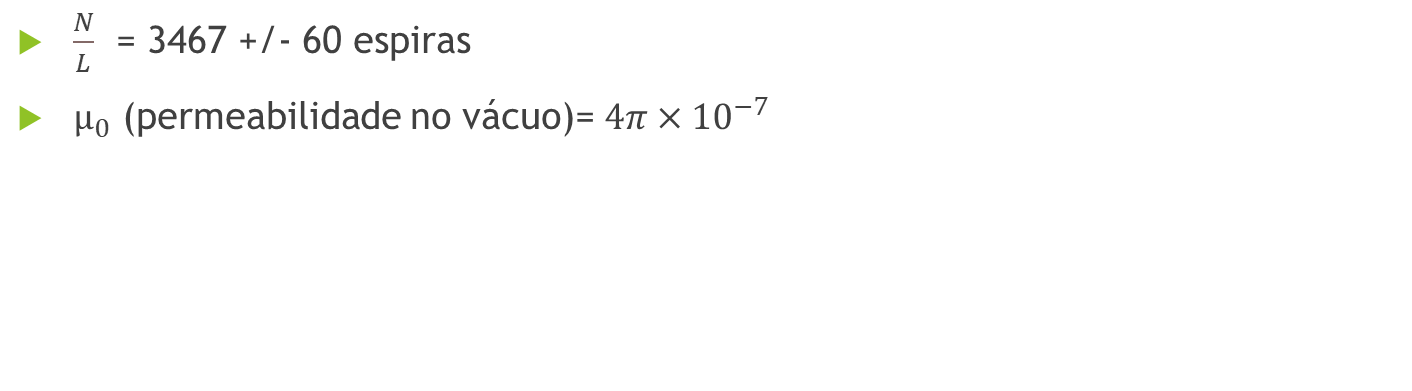 ▶ N/L = 3467 +/- 60 espiras
▶ μ₀ (permeabilidade no vácuo)= 4𝜋 × 10⁻⁷